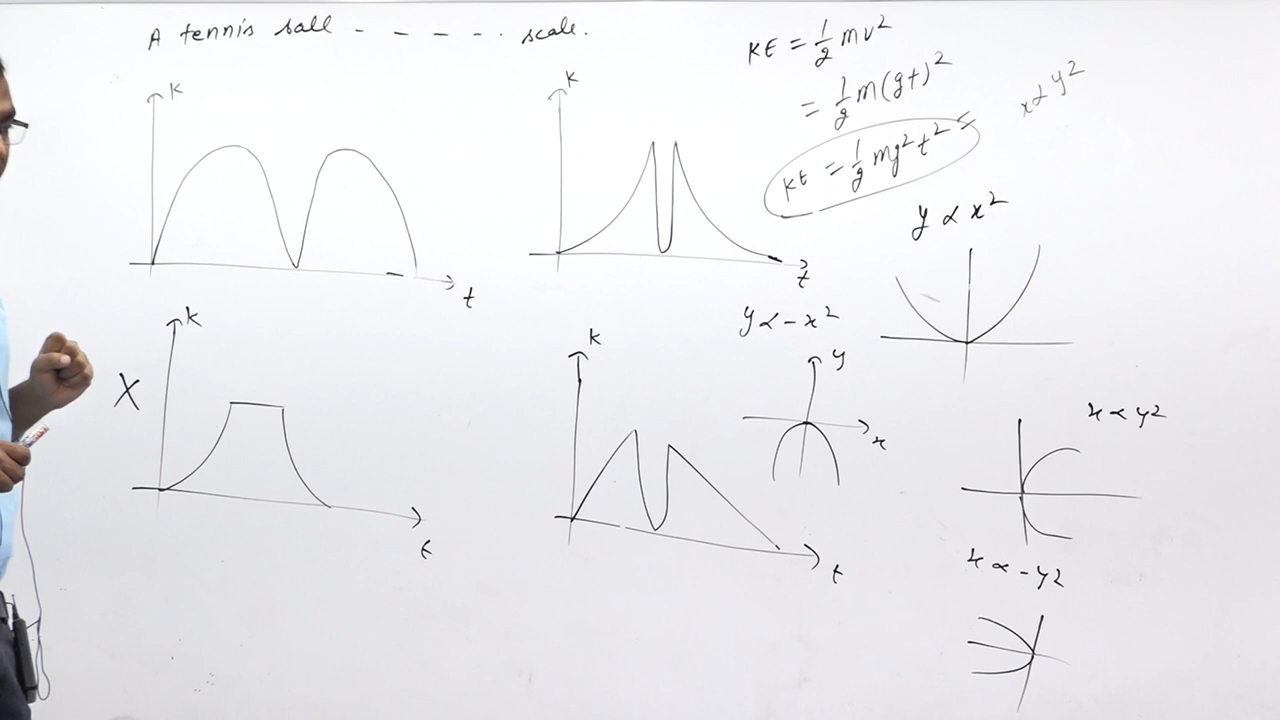 A tennis ball - - - - - . scale.
KE = 1/2 mv²
= 1/2 m(gt)²
KE = 1/2 mg²t² =
x α y²
y α x²
K
t
K
t
y α - x²
y
x
X
K
t
K
t
x α y²
x α - y²